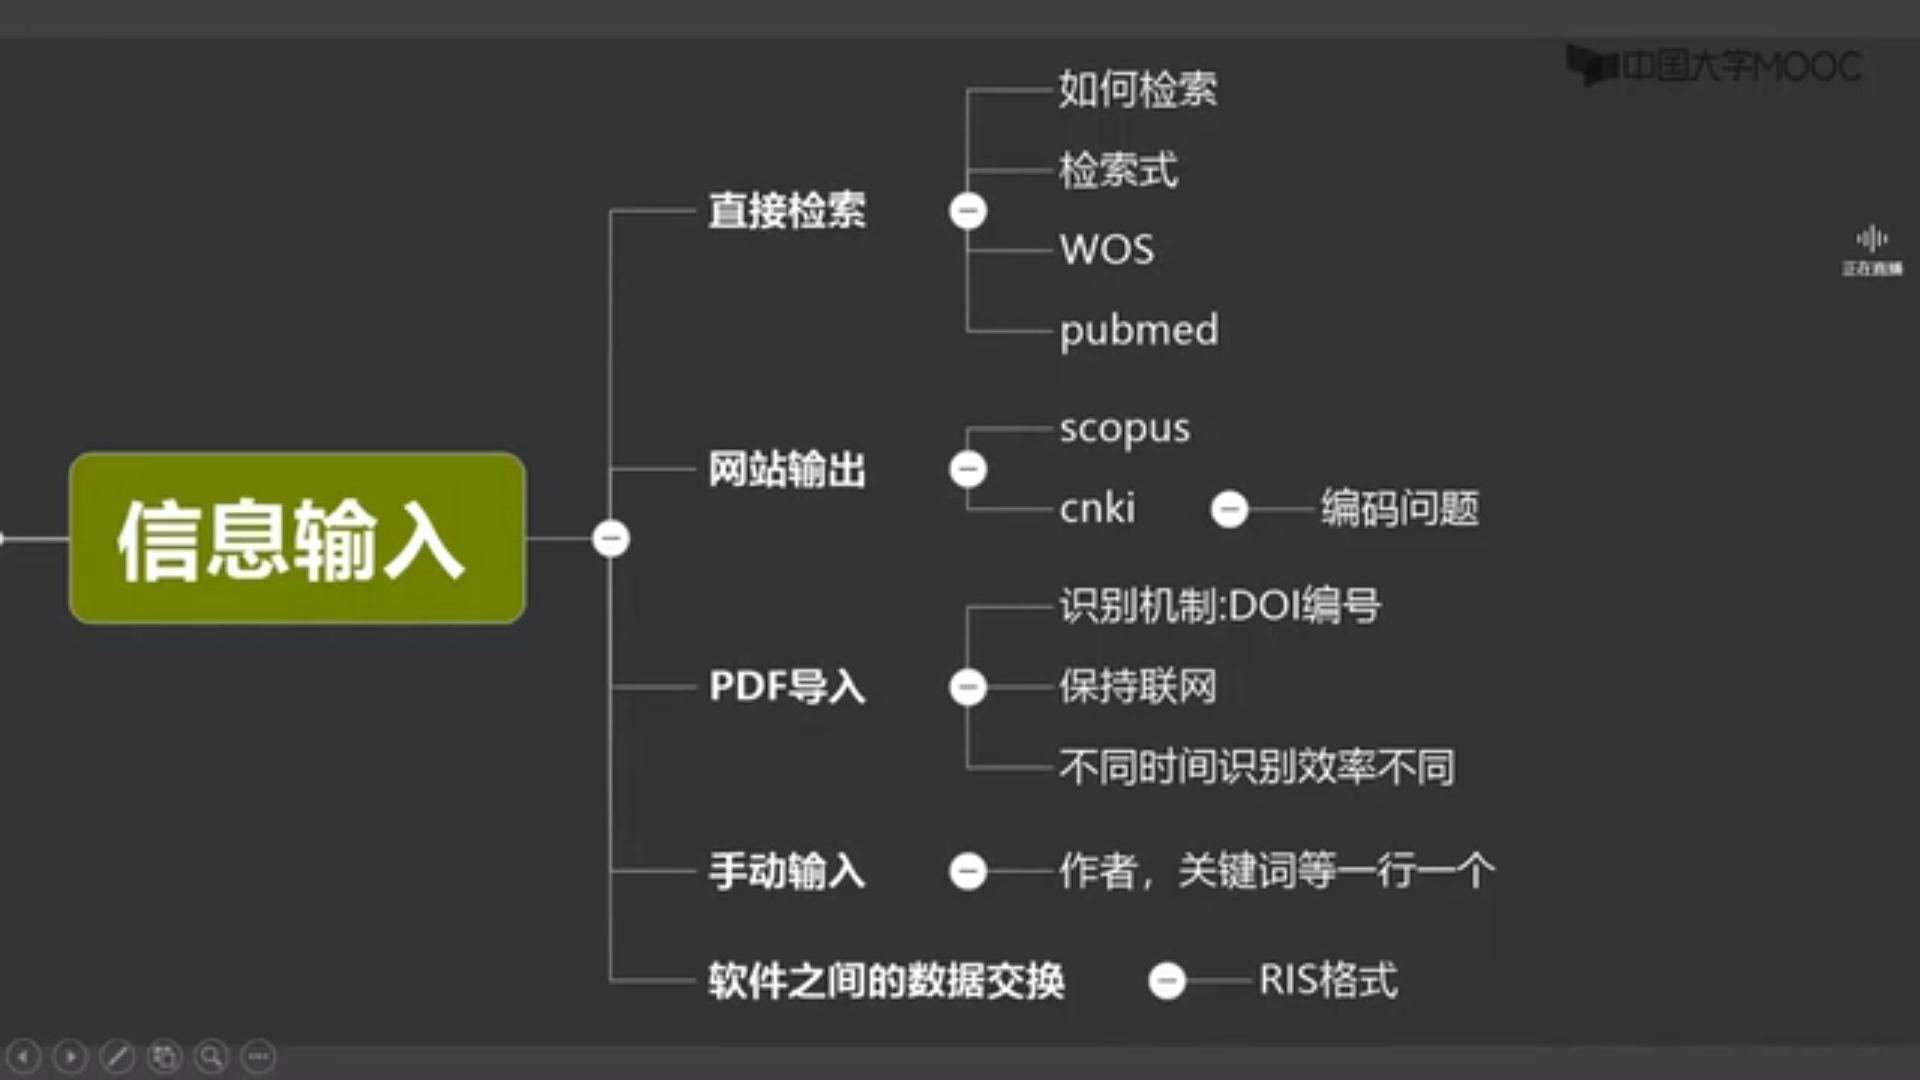 中国大学MOOC
正在直播
信息输入
直接检索
如何检索
检索式
WOS
pubmed
网站输出
scopus
cnki
编码问题
PDF导入
识别机制:DOI编号
保持联网
不同时间识别效率不同
手动输入
作者，关键词等一行一个
软件之间的数据交换
RIS格式